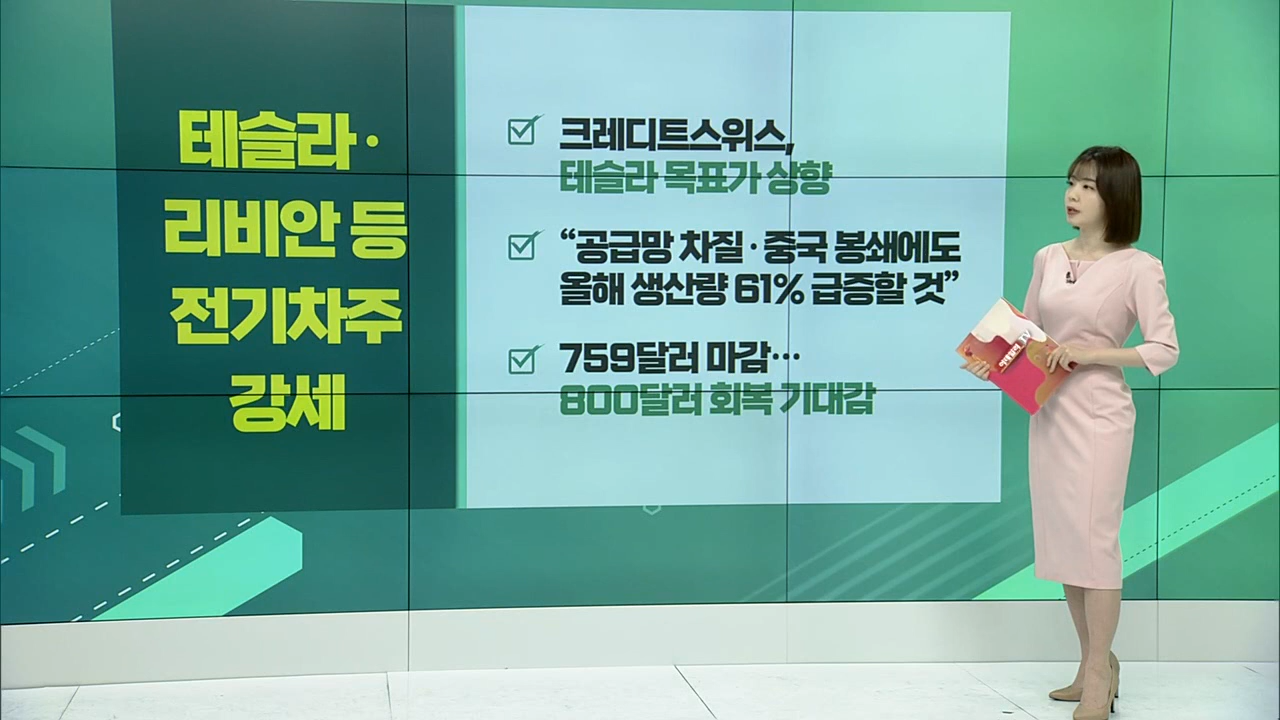 테슬라·
리비안 등
전기차주
강세
크레디트스위스,
테슬라 목표가 상향
“공급망 차질·중국 봉쇄에도
올해 생산량 61% 급증할 것”
759달러 마감…
800달러 회복 기대감